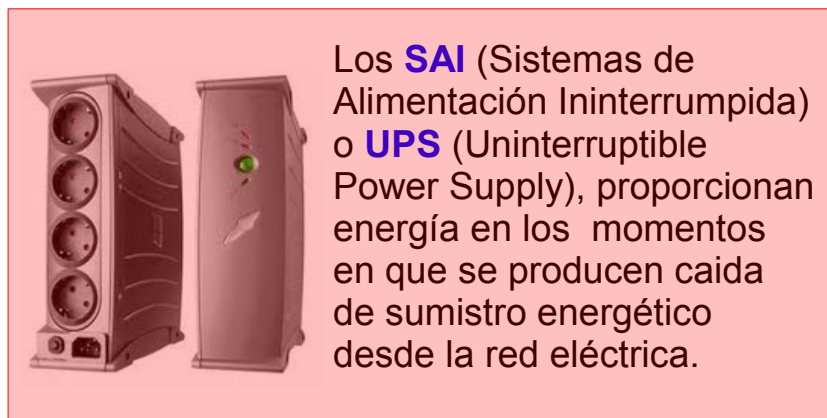 Los SAI (Sistemas de
Alimentación Ininterrumpida)
o UPS (Uninterruptible
Power Supply), proporcionan
energía en los  momentos
en que se producen caida
de sumistro energético
desde la red eléctrica.